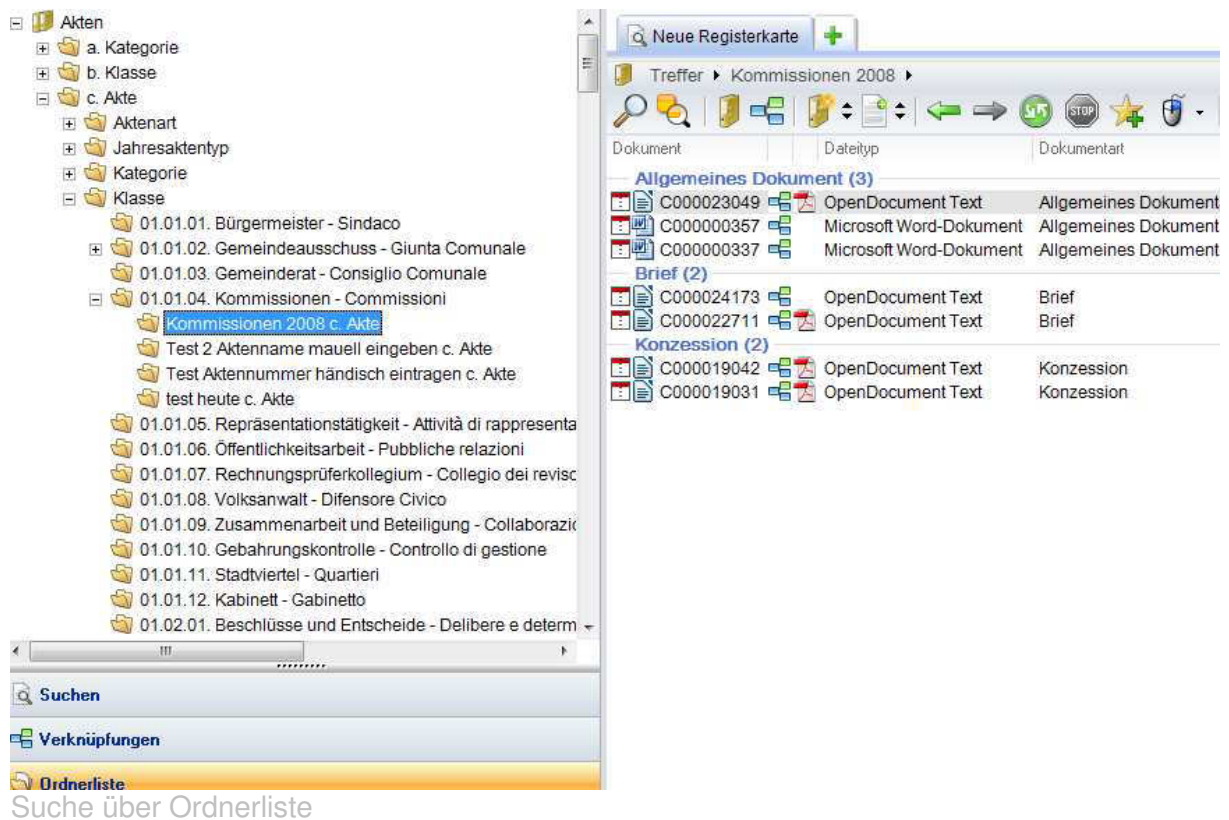 Akten
a. Kategorie
b. Klasse
c. Akte
Aktenart
Jahresaktentyp
Kategorie
Klasse
01.01.01. Bürgermeister - Sindaco
01.01.02. Gemeindeausschuss - Giunta Comunale
01.01.03. Gemeinderat - Consiglio Comunale
01.01.04. Kommissionen - Commissioni
Kommissionen 2008 c. Akte
Test 2 Aktenname mauell eingeben c. Akte
Test Aktennummer händisch eintragen c. Akte
test heute c. Akte
01.01.05. Repräsentationstätigkeit - Attività di rappresenta
01.01.06. Öffentlichkeitsarbeit - Pubbliche relazioni
01.01.07. Rechnungsprüferkollegium - Collegio dei revisc
01.01.08. Volksanwalt - Difensore Civico
01.01.09. Zusammenarbeit und Beteiligung - Collaborazi
01.01.10. Gebahrungskontrolle - Controllo di gestione
01.01.11. Stadtviertel - Quartieri
01.01.12. Kabinett - Gabinetto
01.02.01. Beschlüsse und Entscheide - Delibere e determ
Suchen
Verknüpfungen
Ordnerliste
Neue Registerkarte
Treffer Kommissionen 2008
STOP
Dokument Dateityp Dokumentart
Allgemeines Dokument (3)
C000023049 OpenDocument Text Allgemeines Dokument
C000000357 Microsoft Word-Dokument Allgemeines Dokument
C000000337 Microsoft Word-Dokument Allgemeines Dokument
Brief (2)
C000024173 OpenDocument Text Brief
C000022711 OpenDocument Text Brief
Konzession (2)
C000019042 OpenDocument Text Konzession
C000019031 OpenDocument Text Konzession
Suche über Ordnerliste